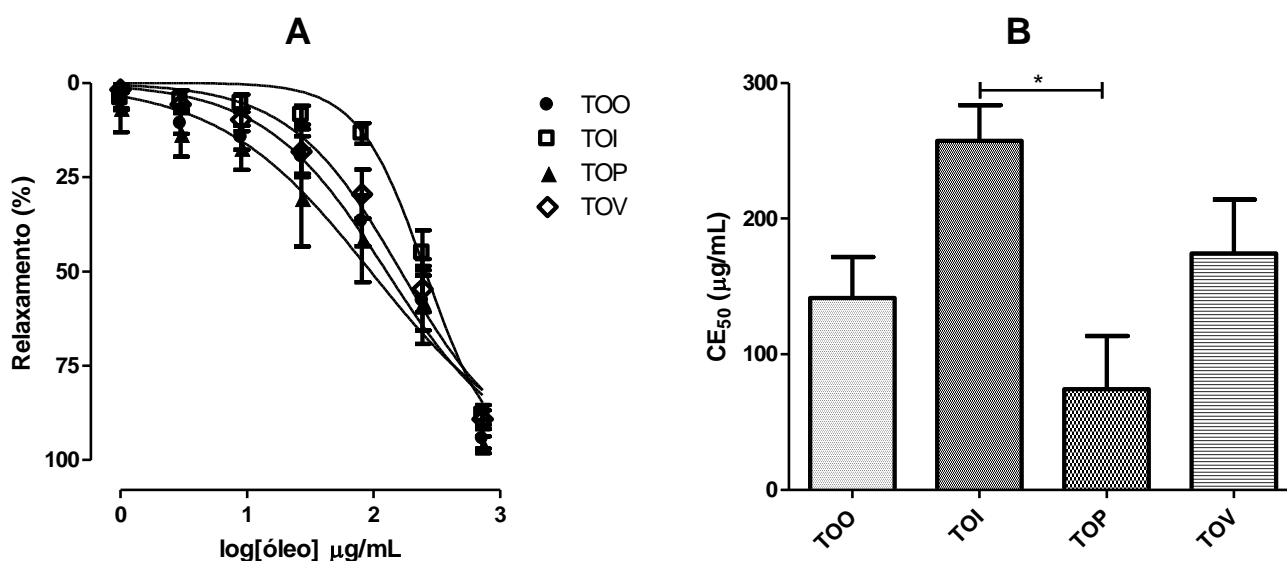 A
Relaxamento (%)
0
25
50
75
100
0 1 2 3
log[óleo] μg/mL
TOO
TOI
TOP
TOV
B
CE50 (μg/mL)
300
200
100
0
*
TOO TOI TOP TOV